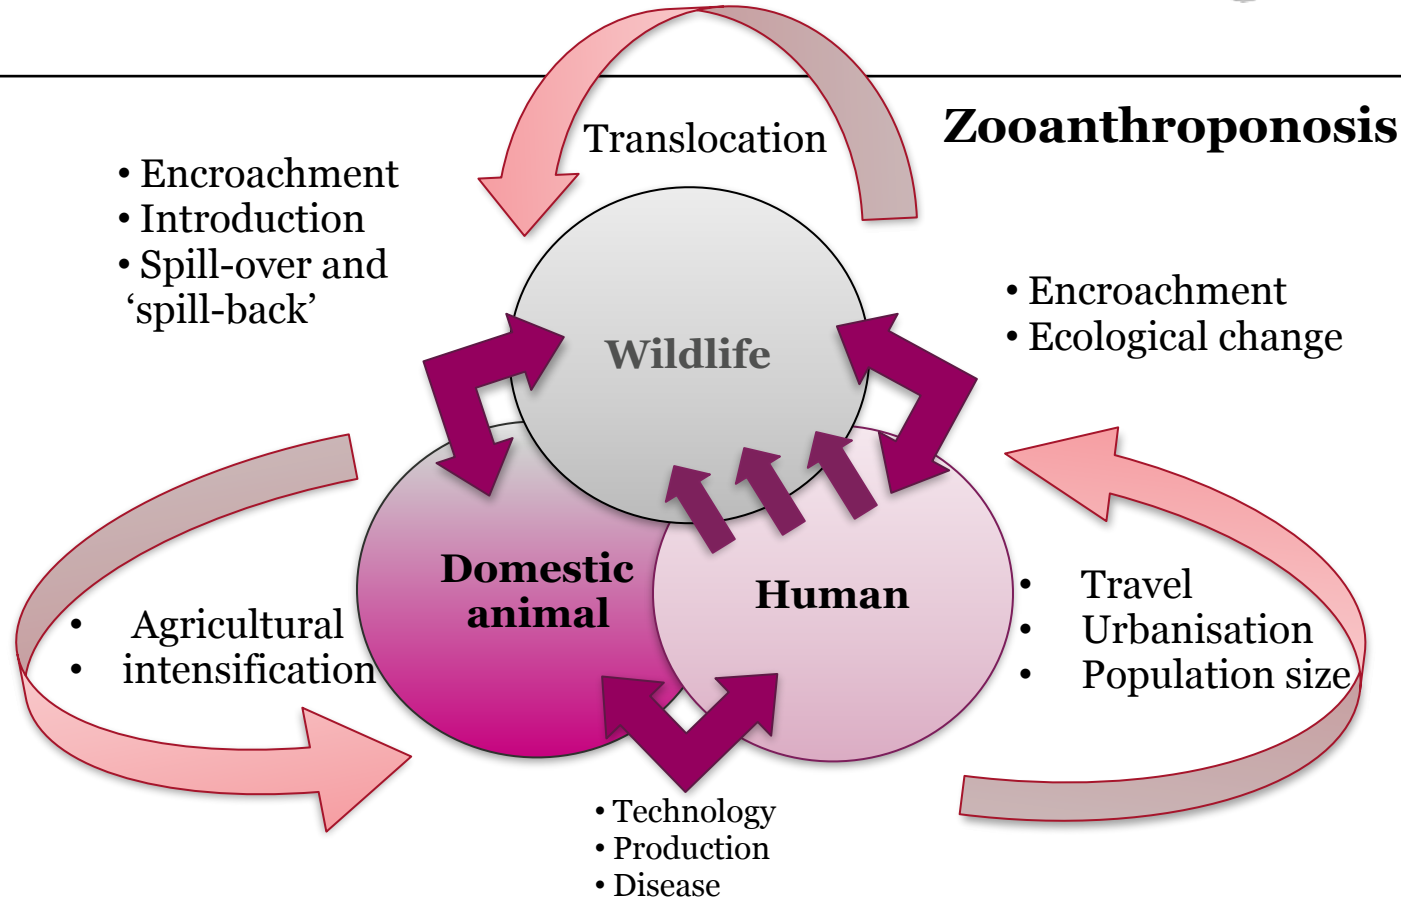 Zooanthroponosis
Translocation
• Encroachment
• Introduction
• Spill-over and
‘spill-back’
• Encroachment
• Ecological change
Wildlife
Domestic
animal
Human
• Agricultural
• intensification
• Travel
• Urbanisation
• Population size
• Technology
• Production
• Disease